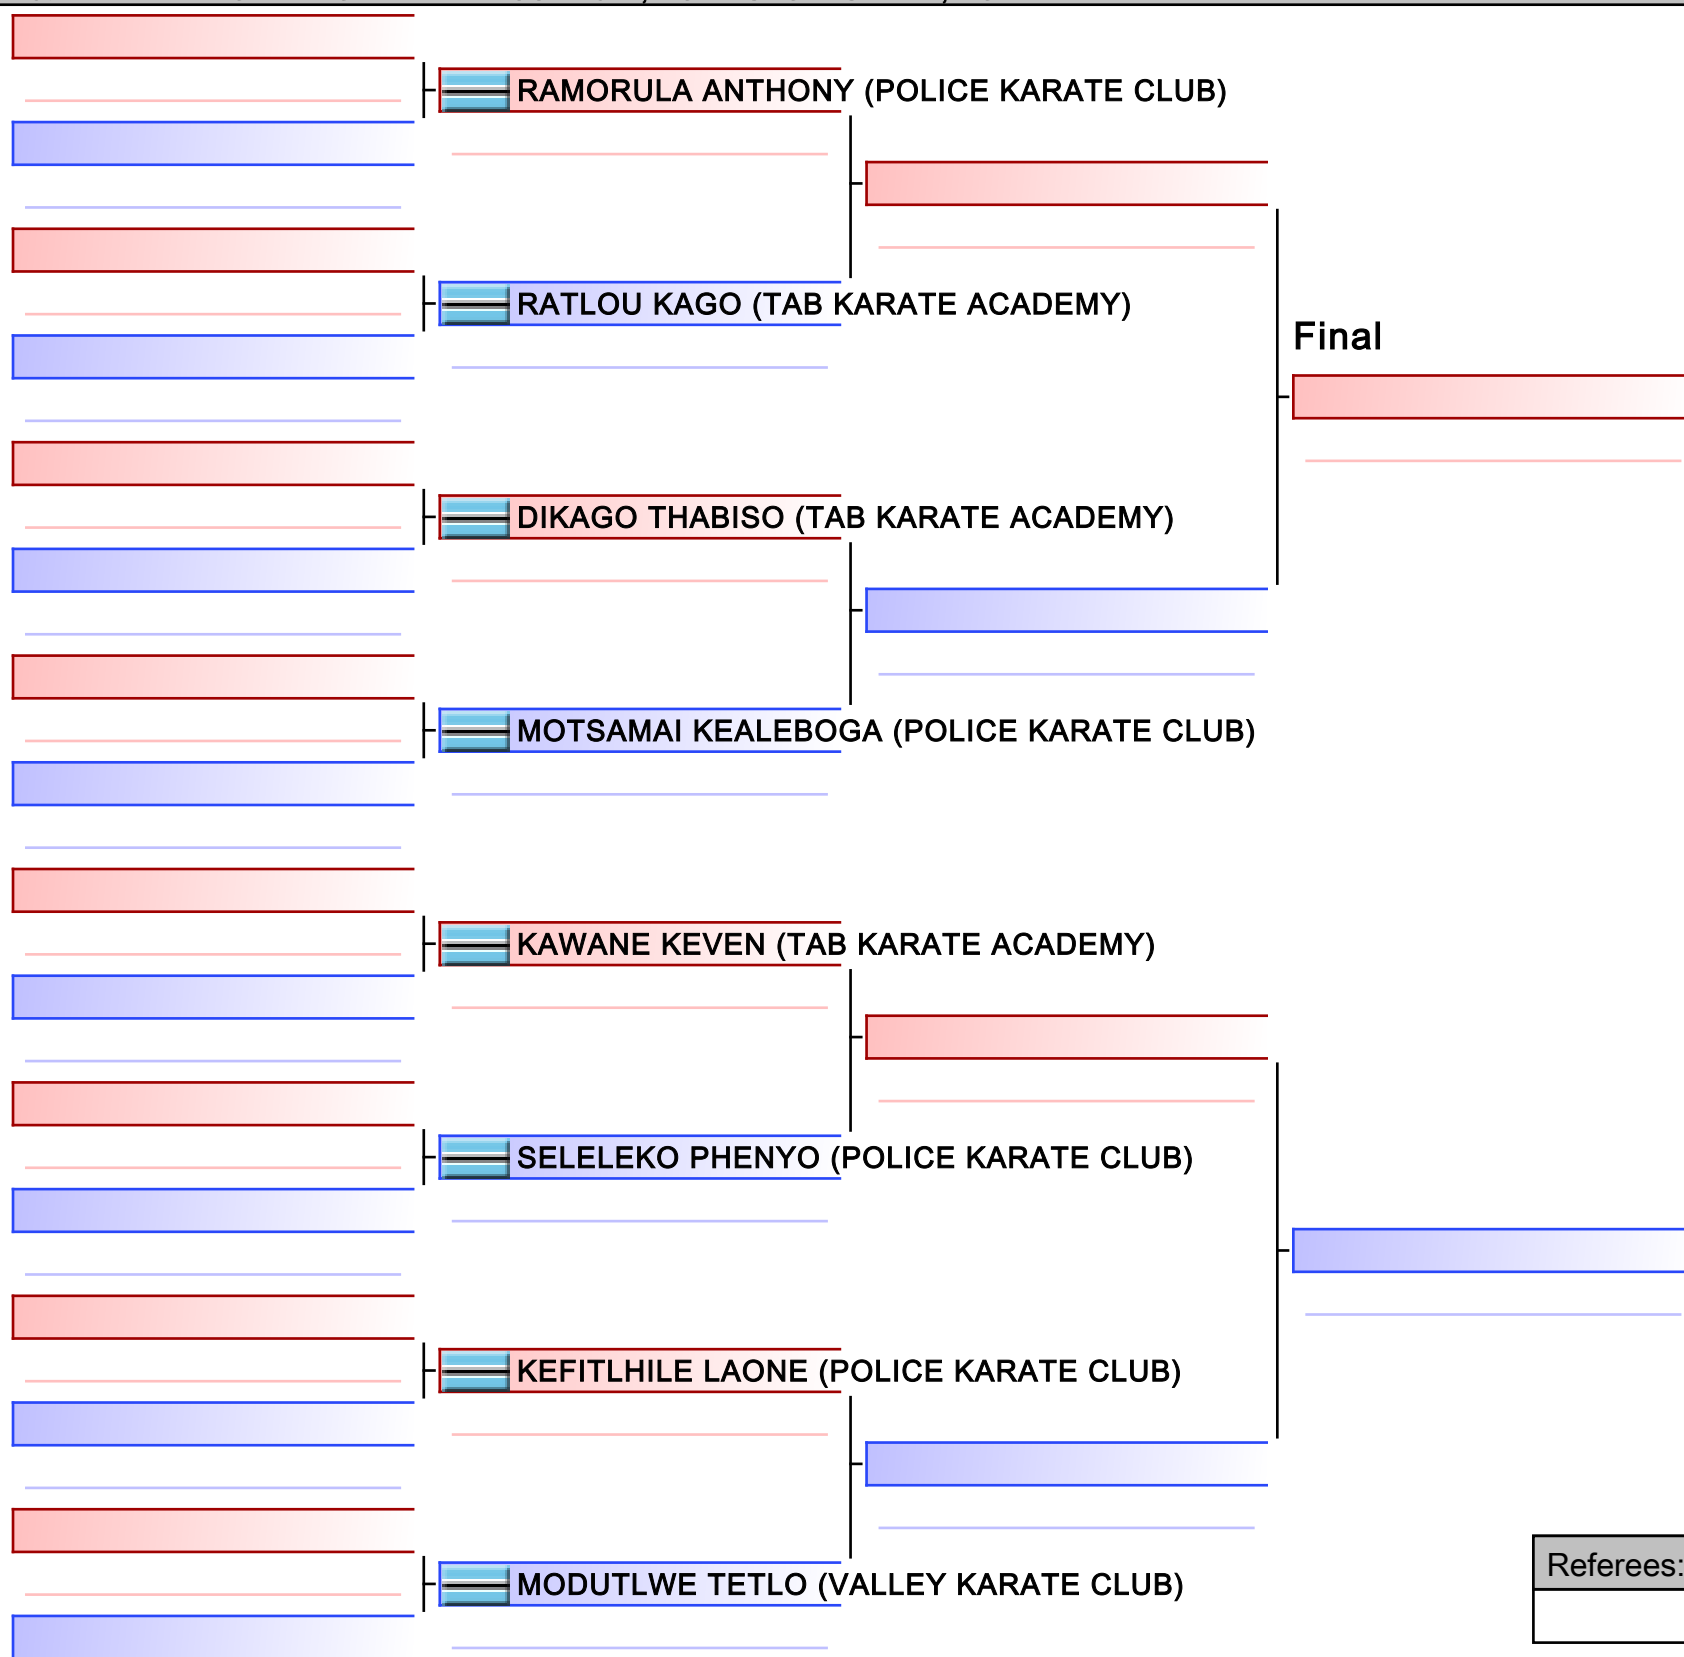 RAMORULA ANTHONY (POLICE KARATE CLUB)
RATLOU KAGO (TAB KARATE ACADEMY)
Final
DIKAGO THABISO (TAB KARATE ACADEMY)
MOTSAMAI KEALEBOGA (POLICE KARATE CLUB)
KAWANE KEVEN (TAB KARATE ACADEMY)
SELELEKO PHENYO (POLICE KARATE CLUB)
KEFITLHILE LAONE (POLICE KARATE CLUB)
Referees:
MODUTLWE TETLO (VALLEY KARATE CLUB)